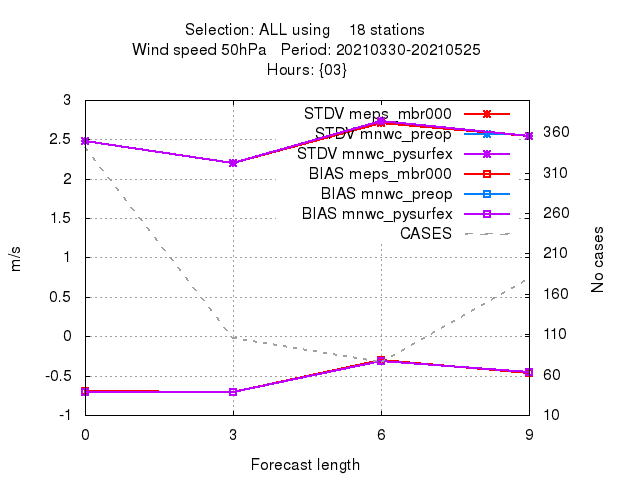 Selection: ALL using 18 stations
Wind speed 50hPa Period: 20210330-20210525
Hours: {03}
3
2.5
2
1.5
1
0.5
0
-0.5
-1
m/s
STDV meps_mbr000
STDV mnwc_preop
STDV mnwc_pysurfex
BIAS meps_mbr000
BIAS mnwc_preop
BIAS mnwc_pysurfex
CASES
360
310
260
210
160
110
60
10
No cases
0 3 6 9
Forecast length